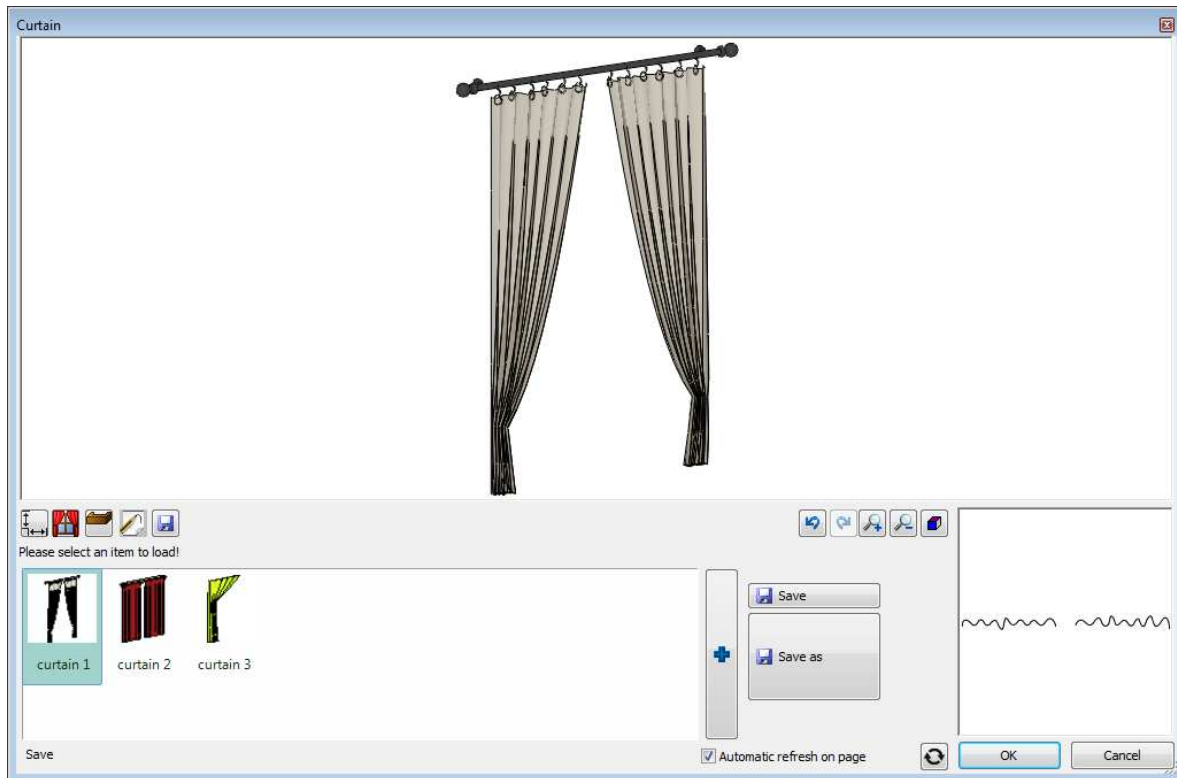 Curtain
Please select an item to load!
curtain 1
curtain 2
curtain 3
Save
Save as
Save
Automatic refresh on page
OK
Cancel